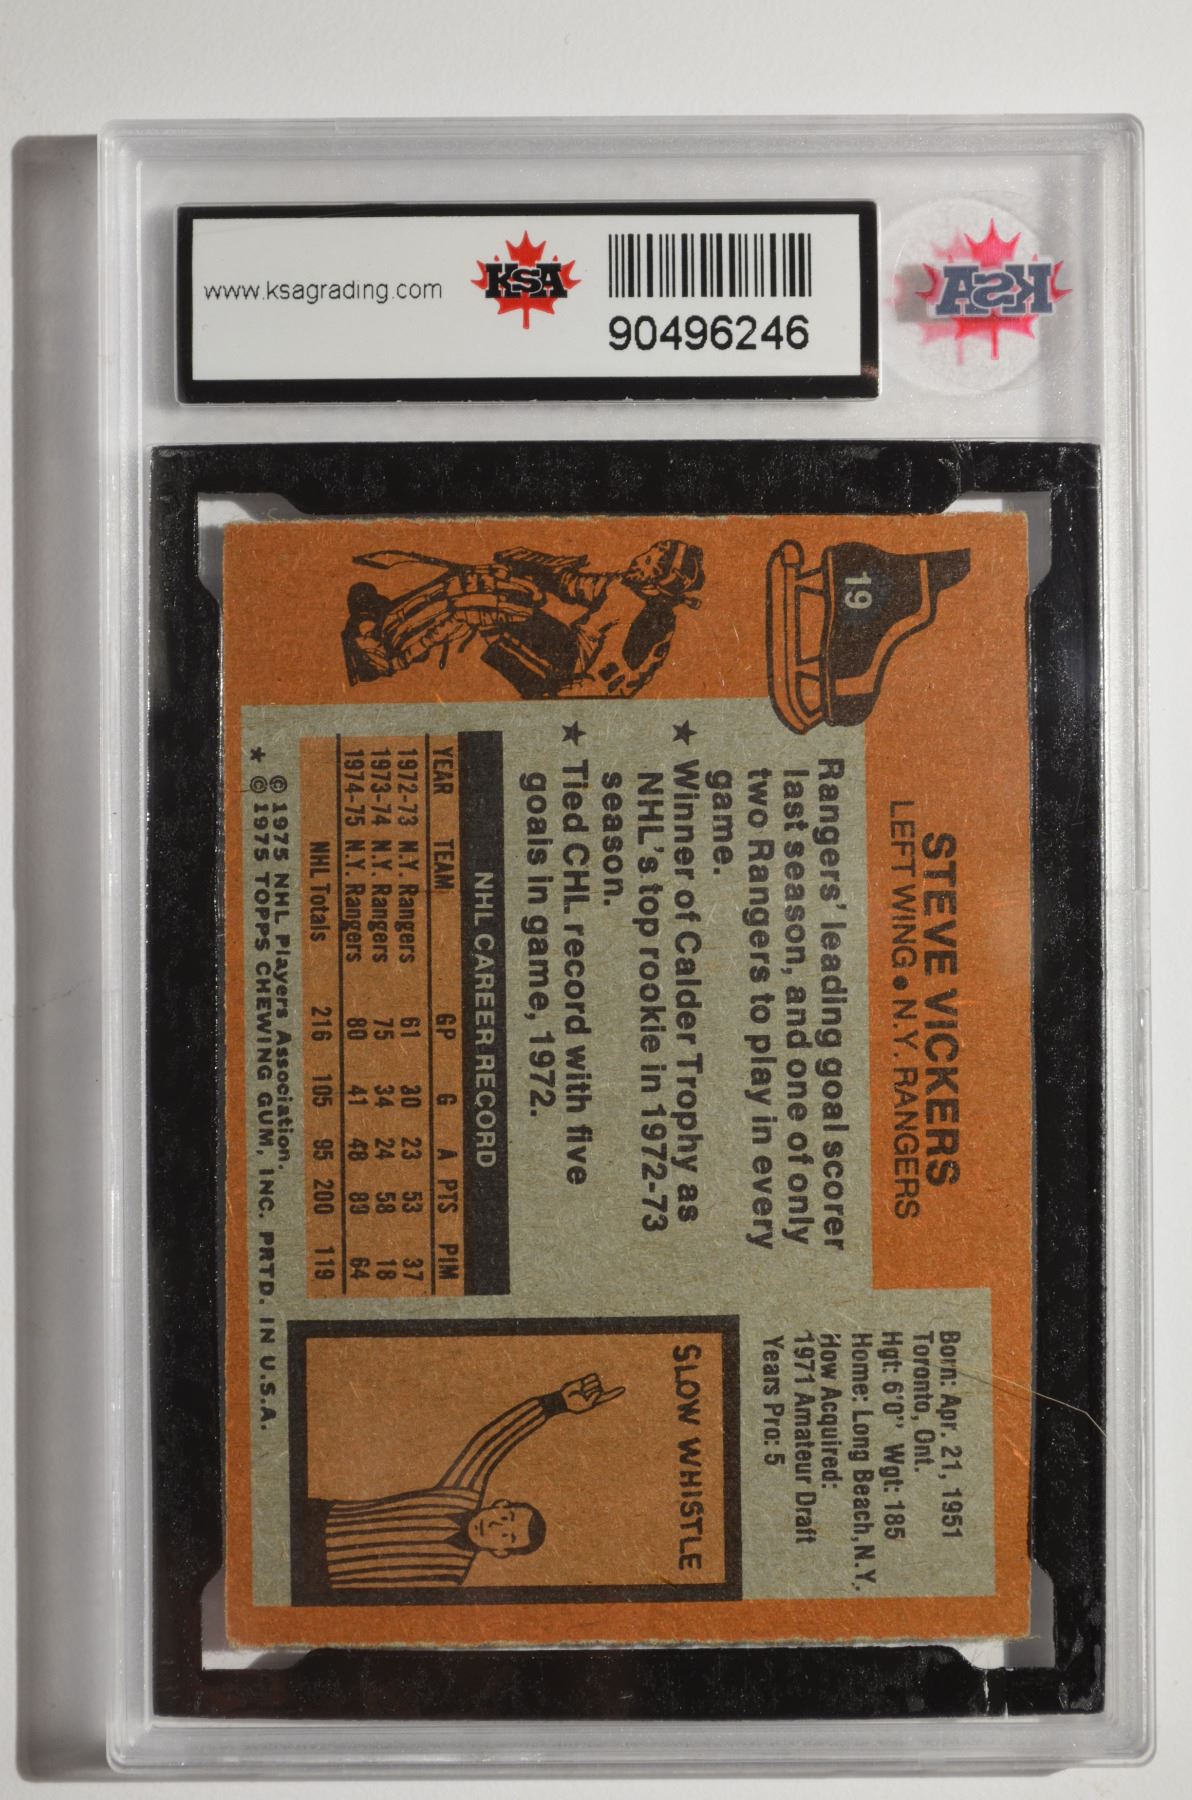 www.ksagrading.com
KSA
90496246
KSA
19
STEVE VICKERS
LEFT WING • N.Y. RANGERS
Rangers' leading goal scorer
last season, and one of only
two Rangers to play in every
game.
★ Winner of Calder Trophy as
NHL's top rookie in 1972-73
season.
★ Tied CHL record with five
goals in game, 1972.
Born: Apr. 21, 1951
Toronto, Ont.
Hgt: 6'0" Wgt: 185
Home: Long Beach, N.Y.
How Acquired:
1971 Amateur Draft
Years Pro: 5
NHL CAREER RECORD
YEAR TEAM GP G A PTS PIM
1972-73 N.Y. Rangers 61 30 23 53 37
1973-74 N.Y. Rangers 75 34 24 58 18
1974-75 N.Y. Rangers 80 41 48 89 64
NHL Totals 216 105 95 200 119
© 1975 NHL Players Association.
★ © 1975 TOPPS CHEWING GUM, INC. PRTD. IN U.S.A.
SLOW WHISTLE